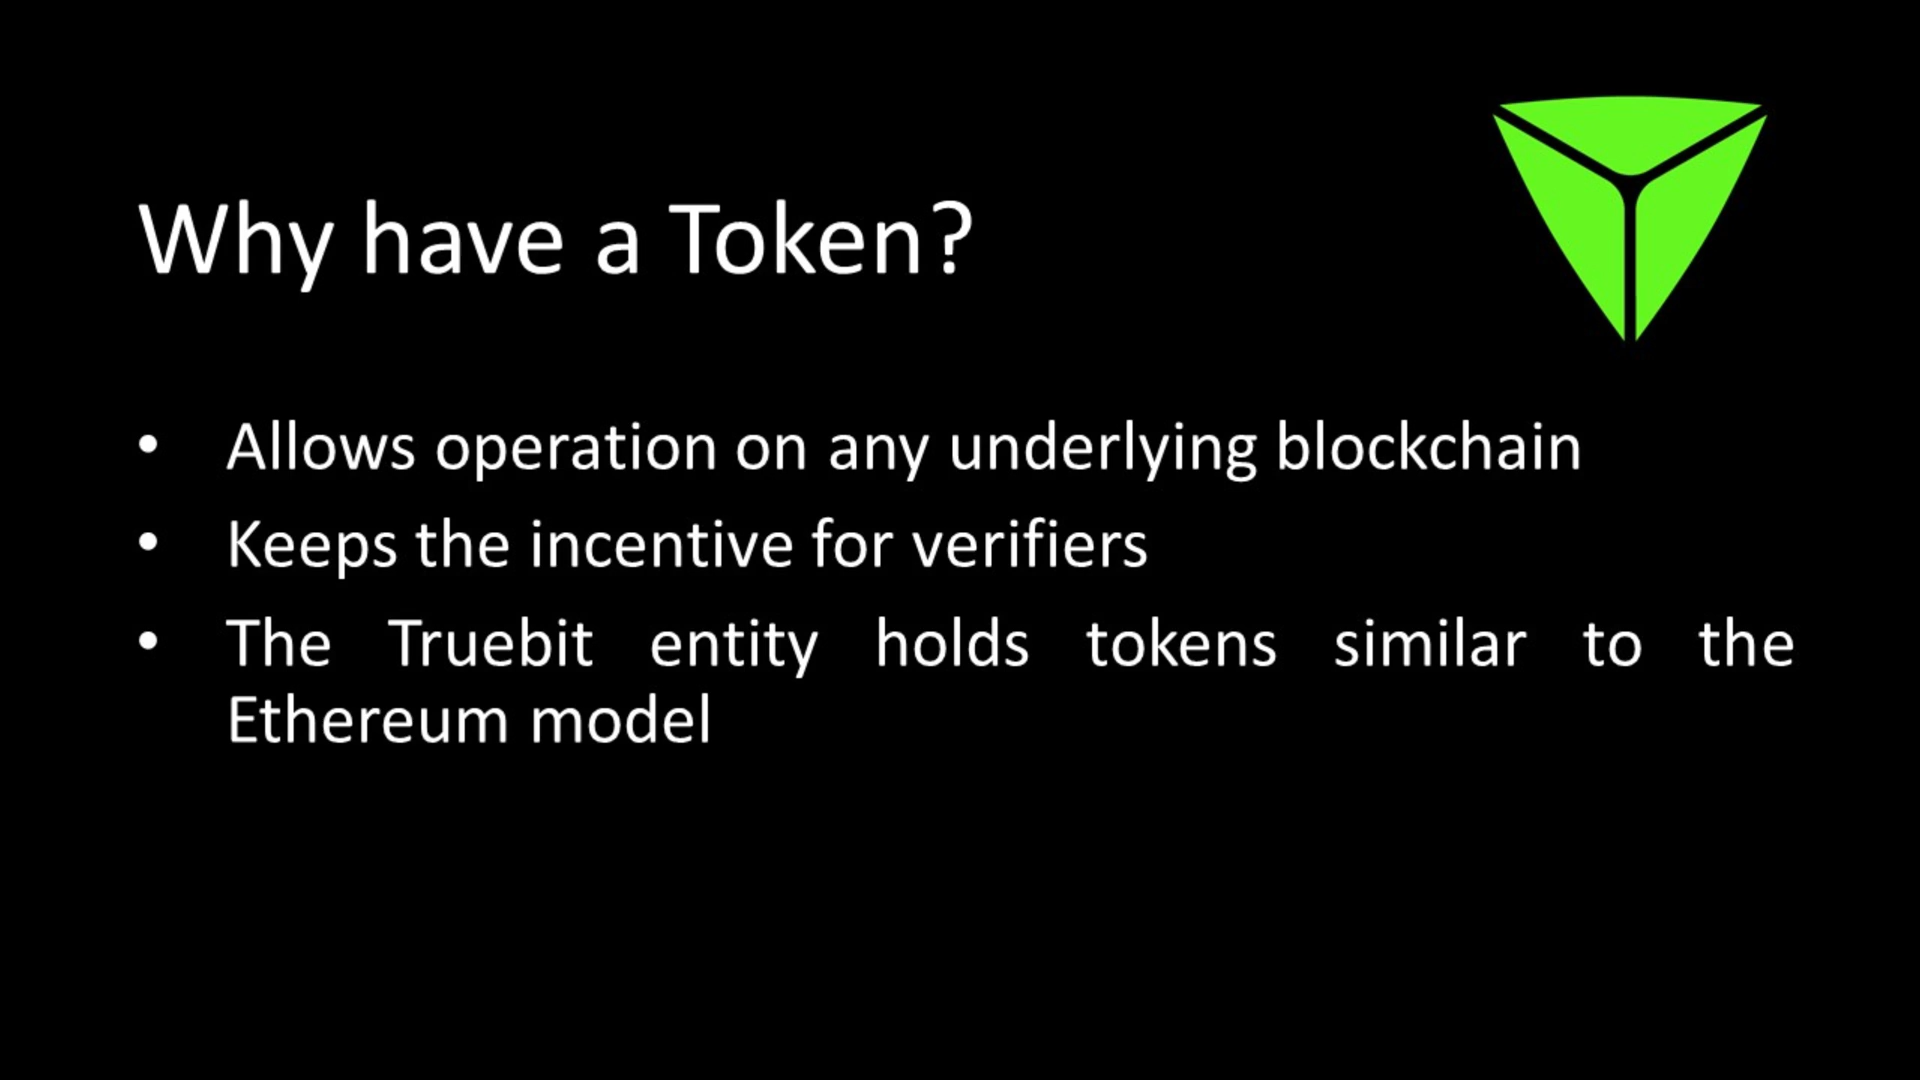 Why have a Token?
• Allows operation on any underlying blockchain
• Keeps the incentive for verifiers
• The Truebit entity holds tokens similar to the
Ethereum model